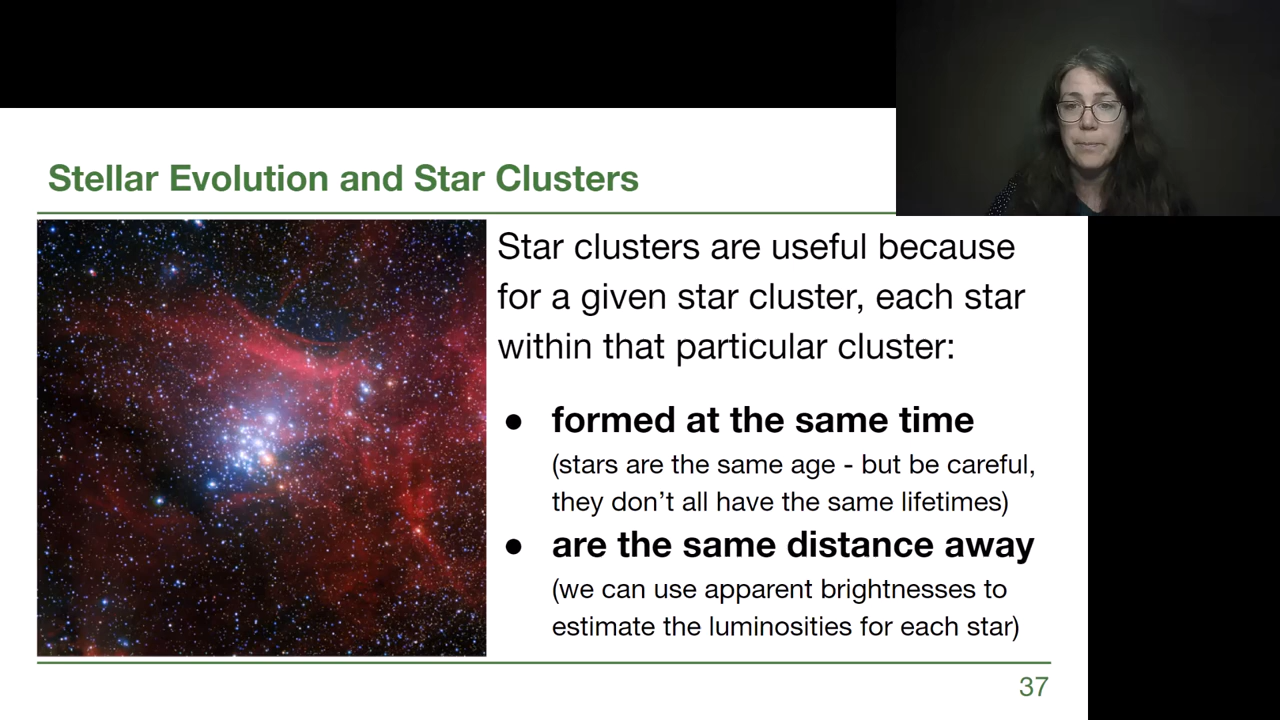 Stellar Evolution and Star Clusters
Star clusters are useful because
for a given star cluster, each star
within that particular cluster:
● formed at the same time
(stars are the same age - but be careful,
they don’t all have the same lifetimes)
● are the same distance away
(we can use apparent brightnesses to
estimate the luminosities for each star)
37